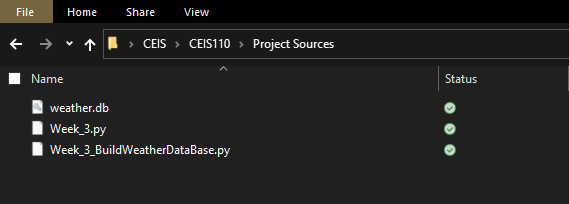 File Home Share View
CEIS CEIS110 Project Sources
Name Status
weather.db
Week_3.py
Week_3_BuildWeatherDataBase.py